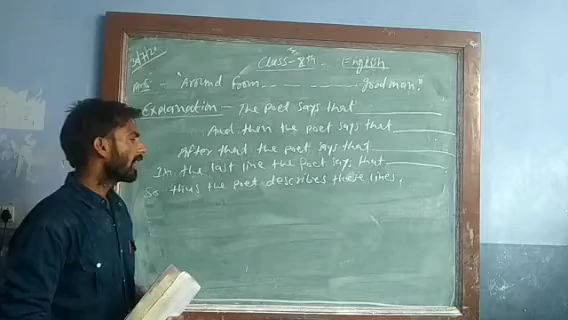 Class - 8th English
"Around From - - - - - - - good man."
Explanation - The Poet says that
And then the poet says that
After that the poet says that
In the last line the Poet says that
So thus the poet describes these lines.